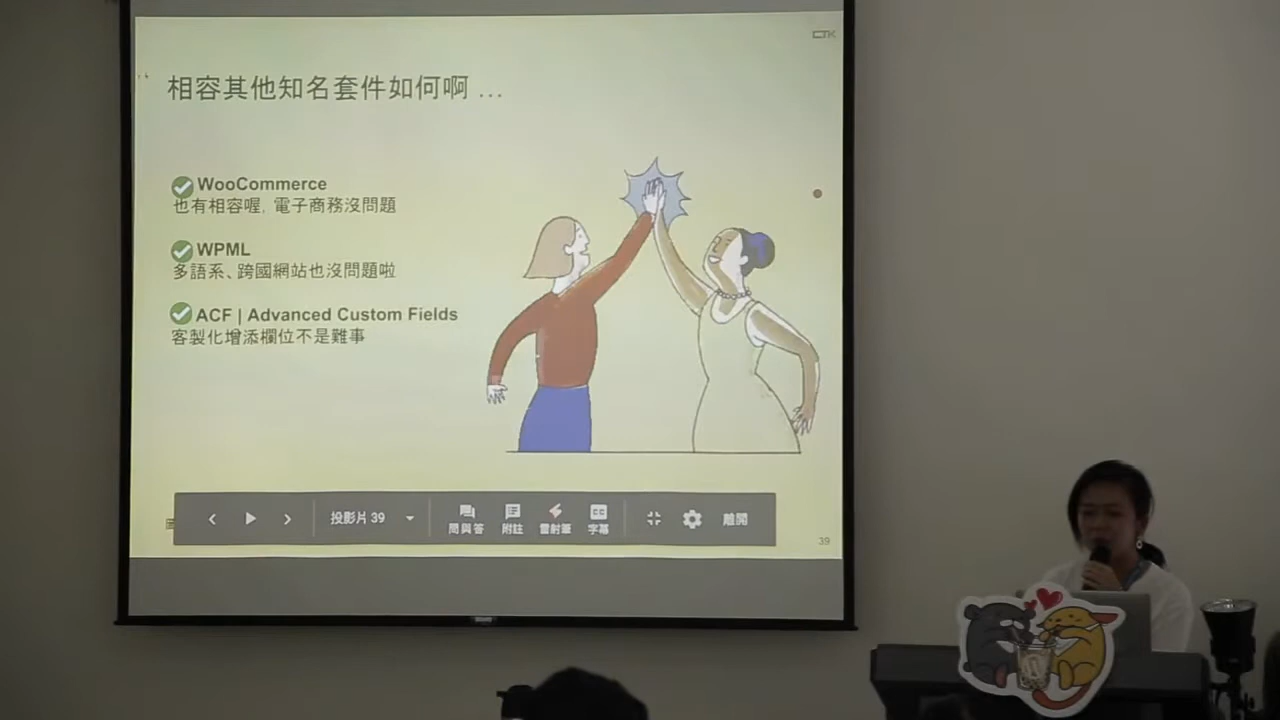 CTK
相容其他知名套件如何啊 ...
WooCommerce
也有相容喔, 電子商務沒問題
WPML
多語系、跨國網站也沒問題啦
ACF | Advanced Custom Fields
客製化增添欄位不是難事
投影片 39
問與答
附註
雷射筆
CC
字幕
離開
39